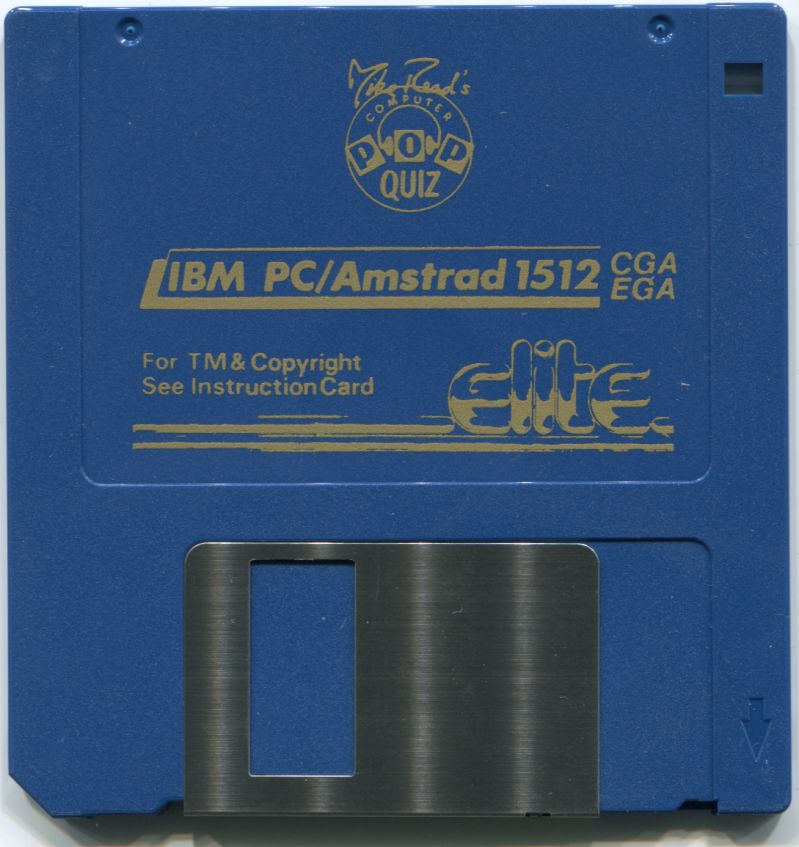 Mike Read's
COMPUTER
POP
QUIZ
IBM PC/Amstrad 1512 CGA
EGA
For TM & Copyright
See Instruction Card
elite